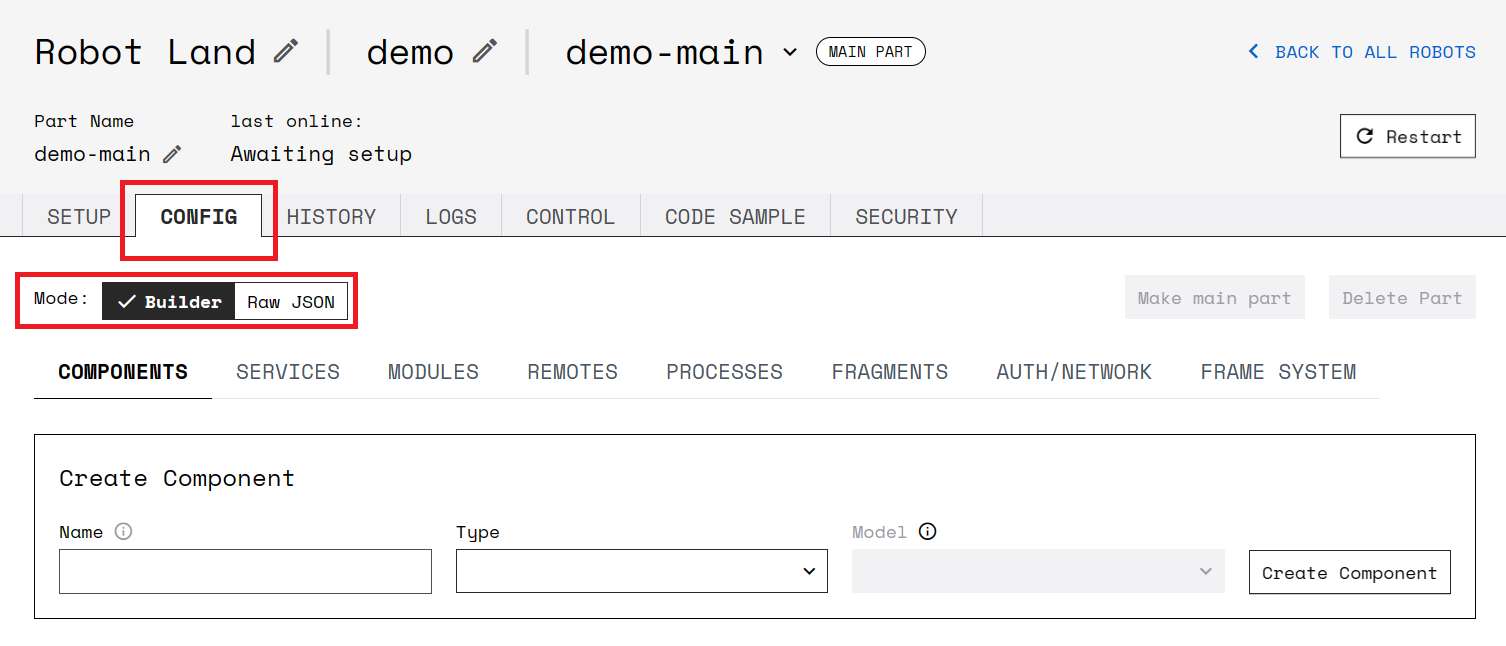 Robot Land demo demo-main MAIN PART BACK TO ALL ROBOTS
Part Name last online:
demo-main Awaiting setup
Restart
SETUP CONFIG HISTORY LOGS CONTROL CODE SAMPLE SECURITY
Mode: Builder Raw JSON Make main part Delete Part
COMPONENTS SERVICES MODULES REMOTES PROCESSES FRAGMENTS AUTH/NETWORK FRAME SYSTEM
Create Component
Name Type Model
Create Component